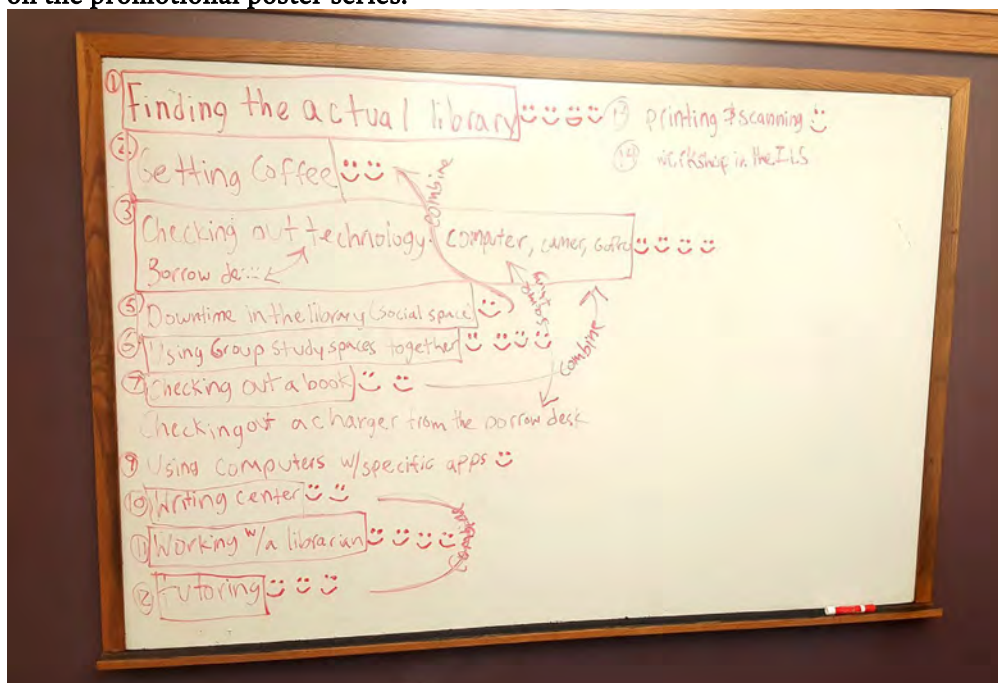 on the promotional poster series.
① Finding the actual library
② Getting Coffee
③ Checking out technology: computer,
Borrow de
⑤ Downtime in the library (social space
⑥ Using Group Study spaces together
⑦ Checking out a book
Checking out a charger from the borrow desk
⑨ Using computers w/specific apps
⑩ Writing center
⑪ Working w/a librarian
⑫ Tutoring
⑬ printing & scanning
⑭ workshop in the ILS
combine
combine
combine